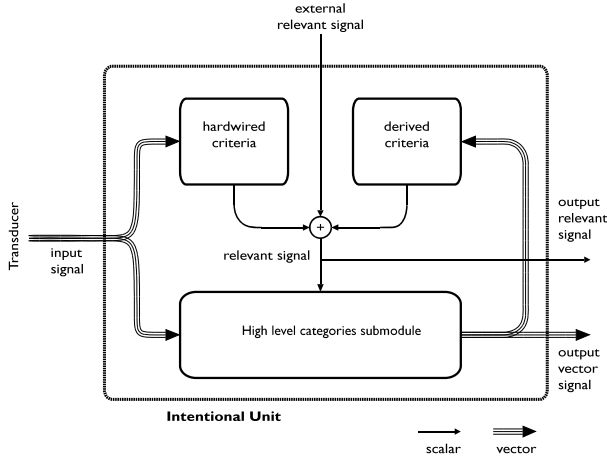 external
relevant signal
hardwired
criteria
derived
criteria
Transducer
input
signal
+
relevant signal
output
relevant
signal
High level categories submodule
output
vector
signal
Intentional Unit
scalar
vector